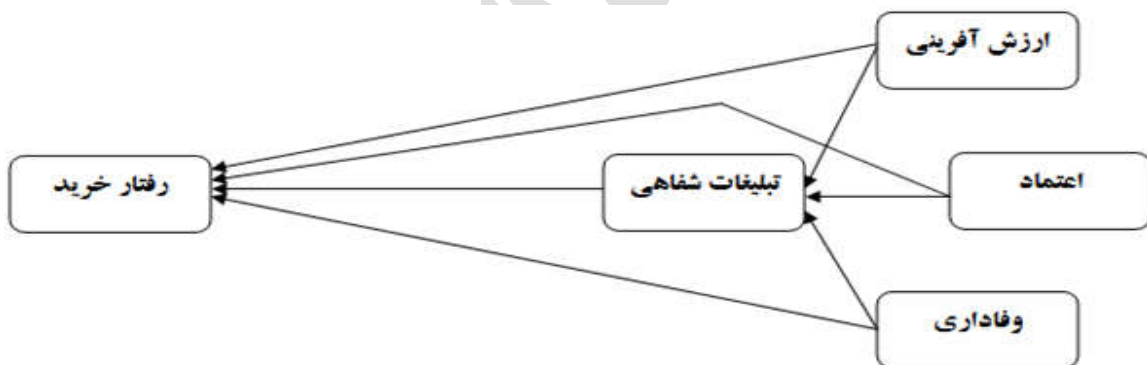 ارزش آفرینی
اعتماد
تبلیغات شفاهی
رفتار خرید
وفاداری